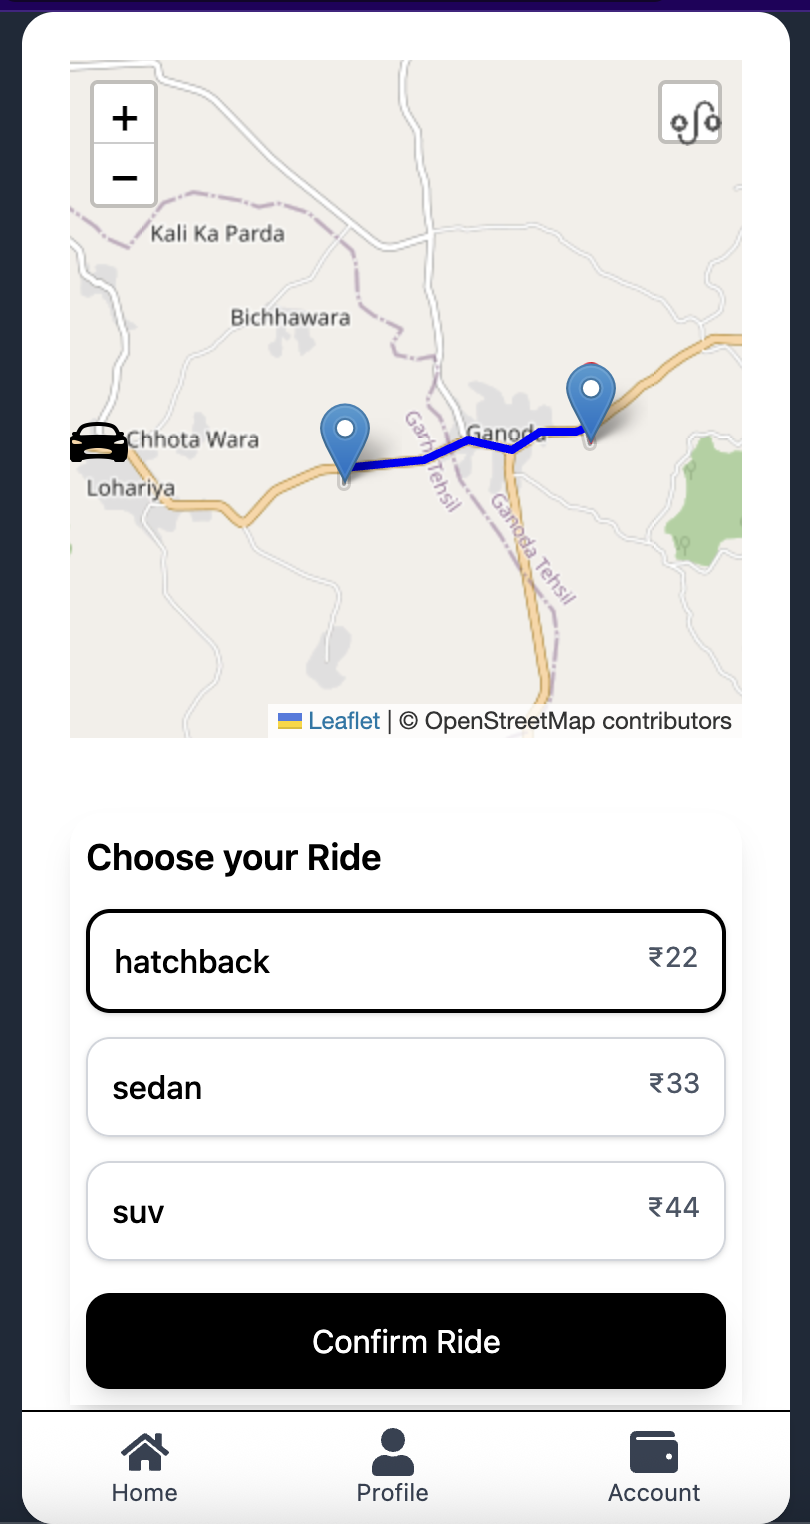 +
−
Kali Ka Parda
Bichhawara
Chhota Wara
Lohariya
Ganoda
Garhi Tehsil
Ganoda Tehsil
Leaflet | © OpenStreetMap contributors
Choose your Ride
hatchback ₹22
sedan ₹33
suv ₹44
Confirm Ride
Home Profile Account